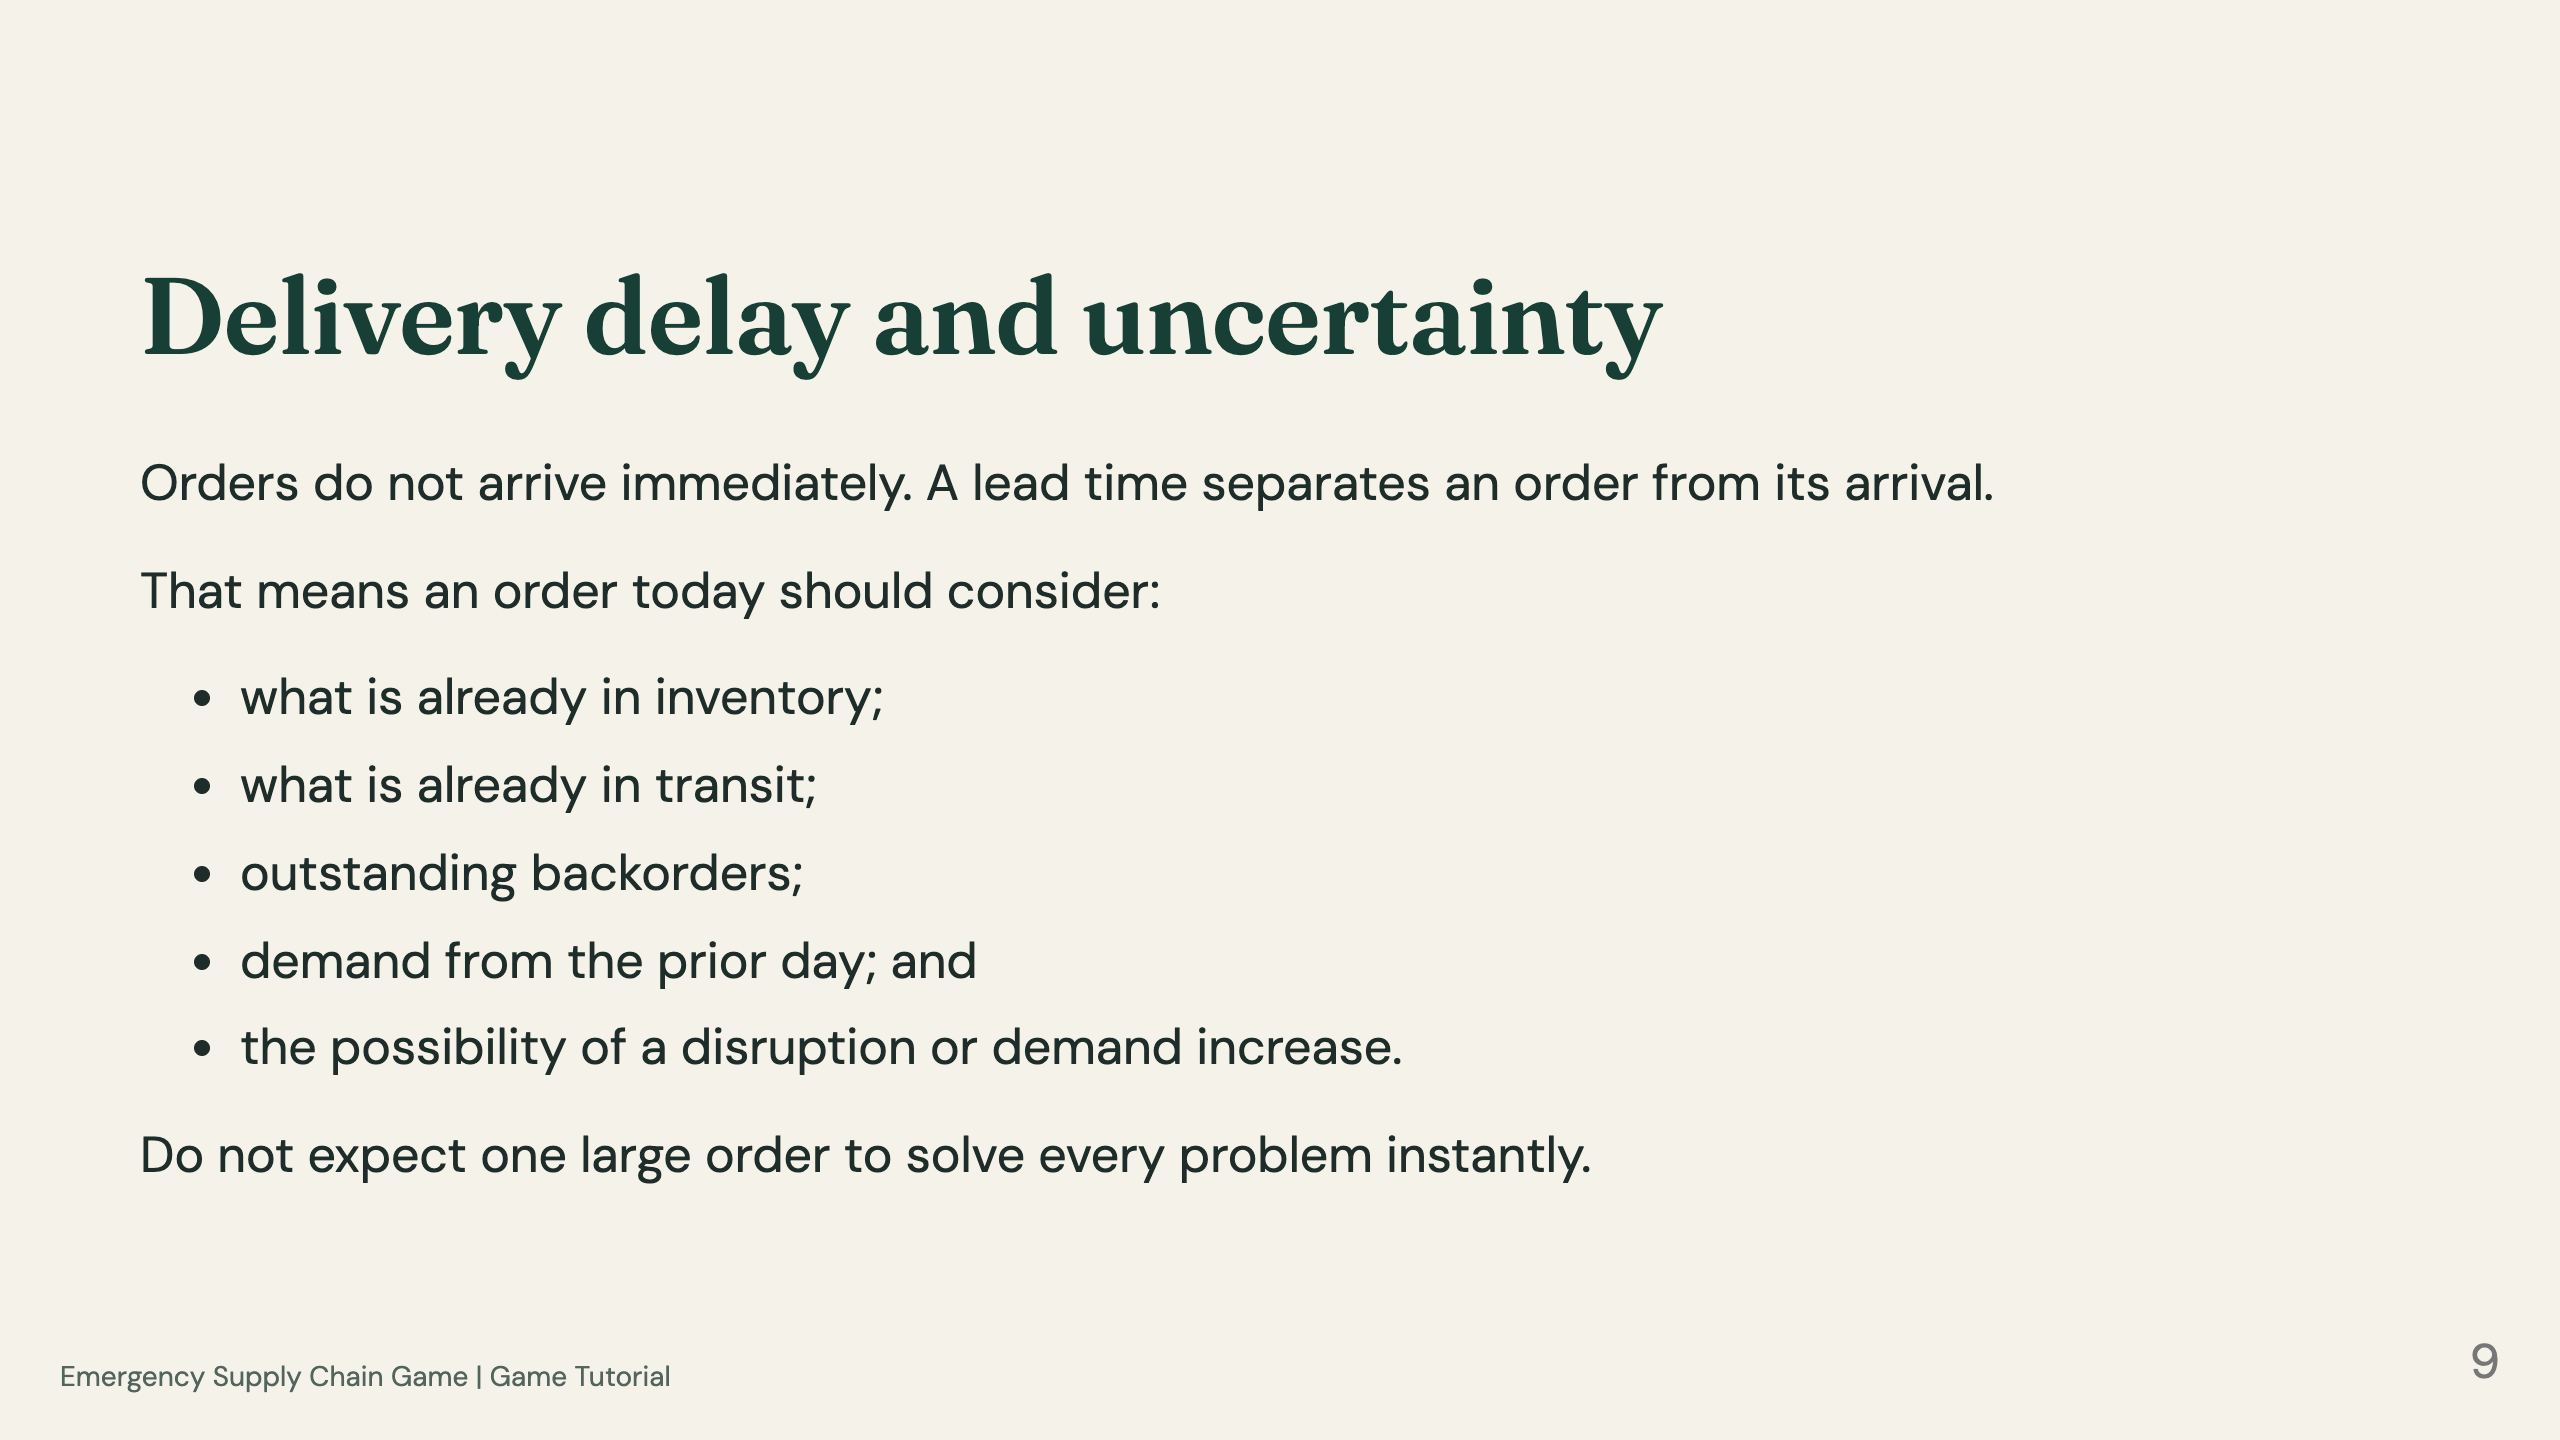 Delivery delay and uncertainty
Orders do not arrive immediately. A lead time separates an order from its arrival.
That means an order today should consider:
• what is already in inventory;
• what is already in transit;
• outstanding backorders;
• demand from the prior day; and
• the possibility of a disruption or demand increase.
Do not expect one large order to solve every problem instantly.
Emergency Supply Chain Game | Game Tutorial
9